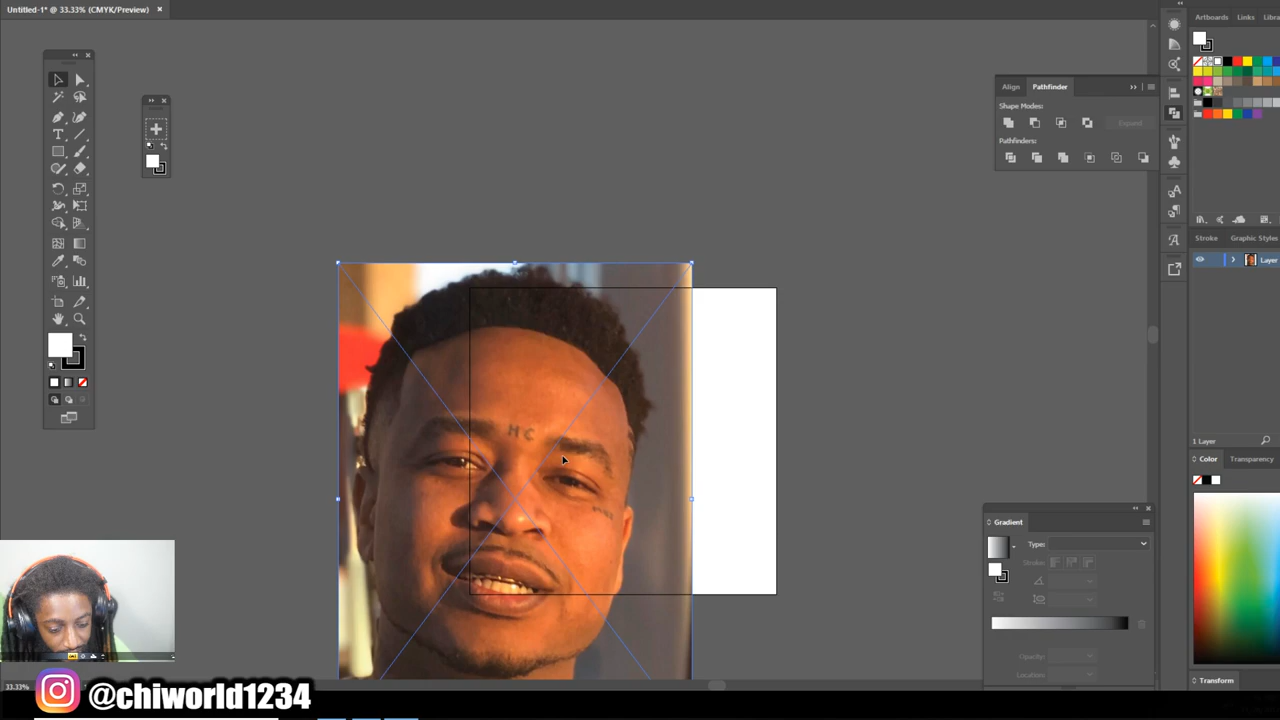 Untitled-1* @ 33.33% (CMYK/Preview) ×
Artboards Links Libra
Align Pathfinder
Shape Modes:
Expand
Pathfinders:
Stroke Graphic Styles
Layer
H C
1 Layer
Color Transparency
Gradient
Type:
Stroke:
Opacity:
Location:
Transform
33.33%
@chiworld1234